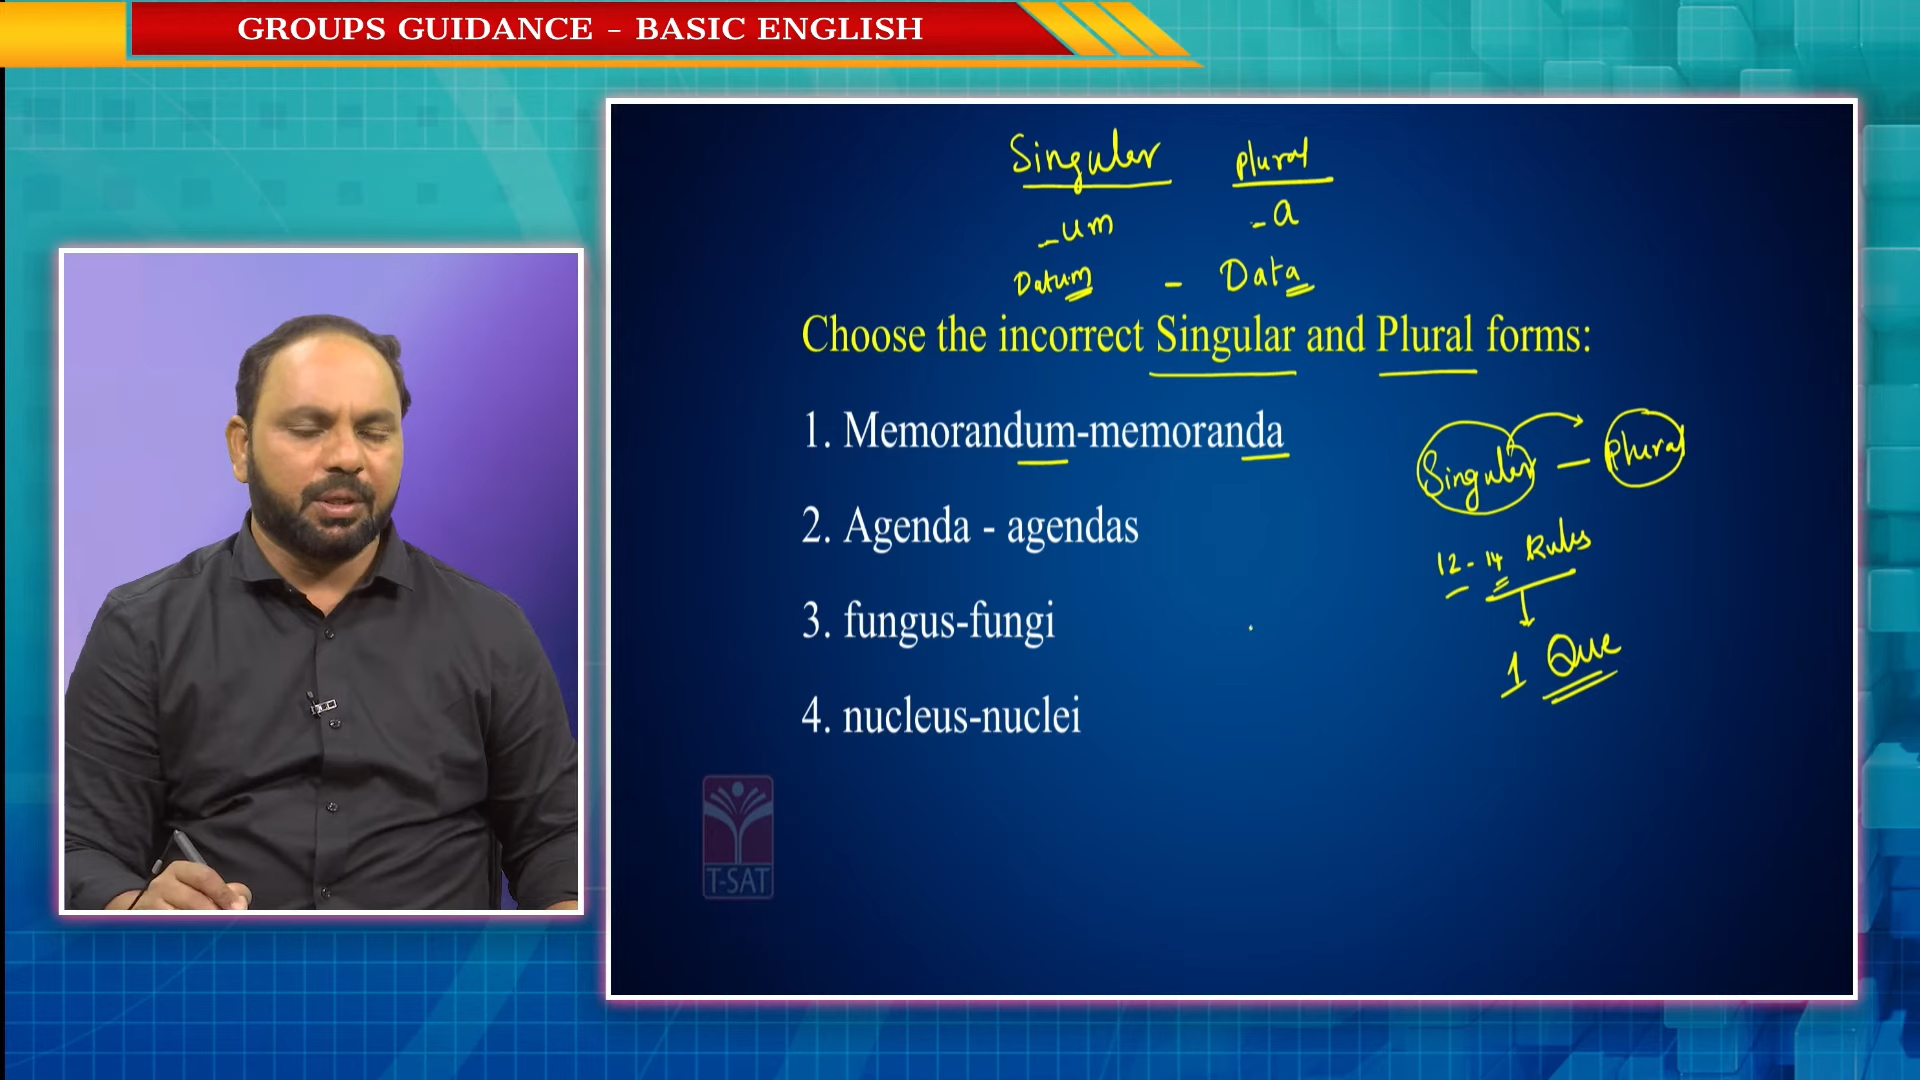 GROUPS GUIDANCE - BASIC ENGLISH
Singular Plural
-um -a
Datum - Data
Choose the incorrect Singular and Plural forms:
1. Memorandum-memoranda
2. Agenda - agendas
3. fungus-fungi
4. nucleus-nuclei
Singular - Plural
12-14 Rules
1 Que
T-SAT